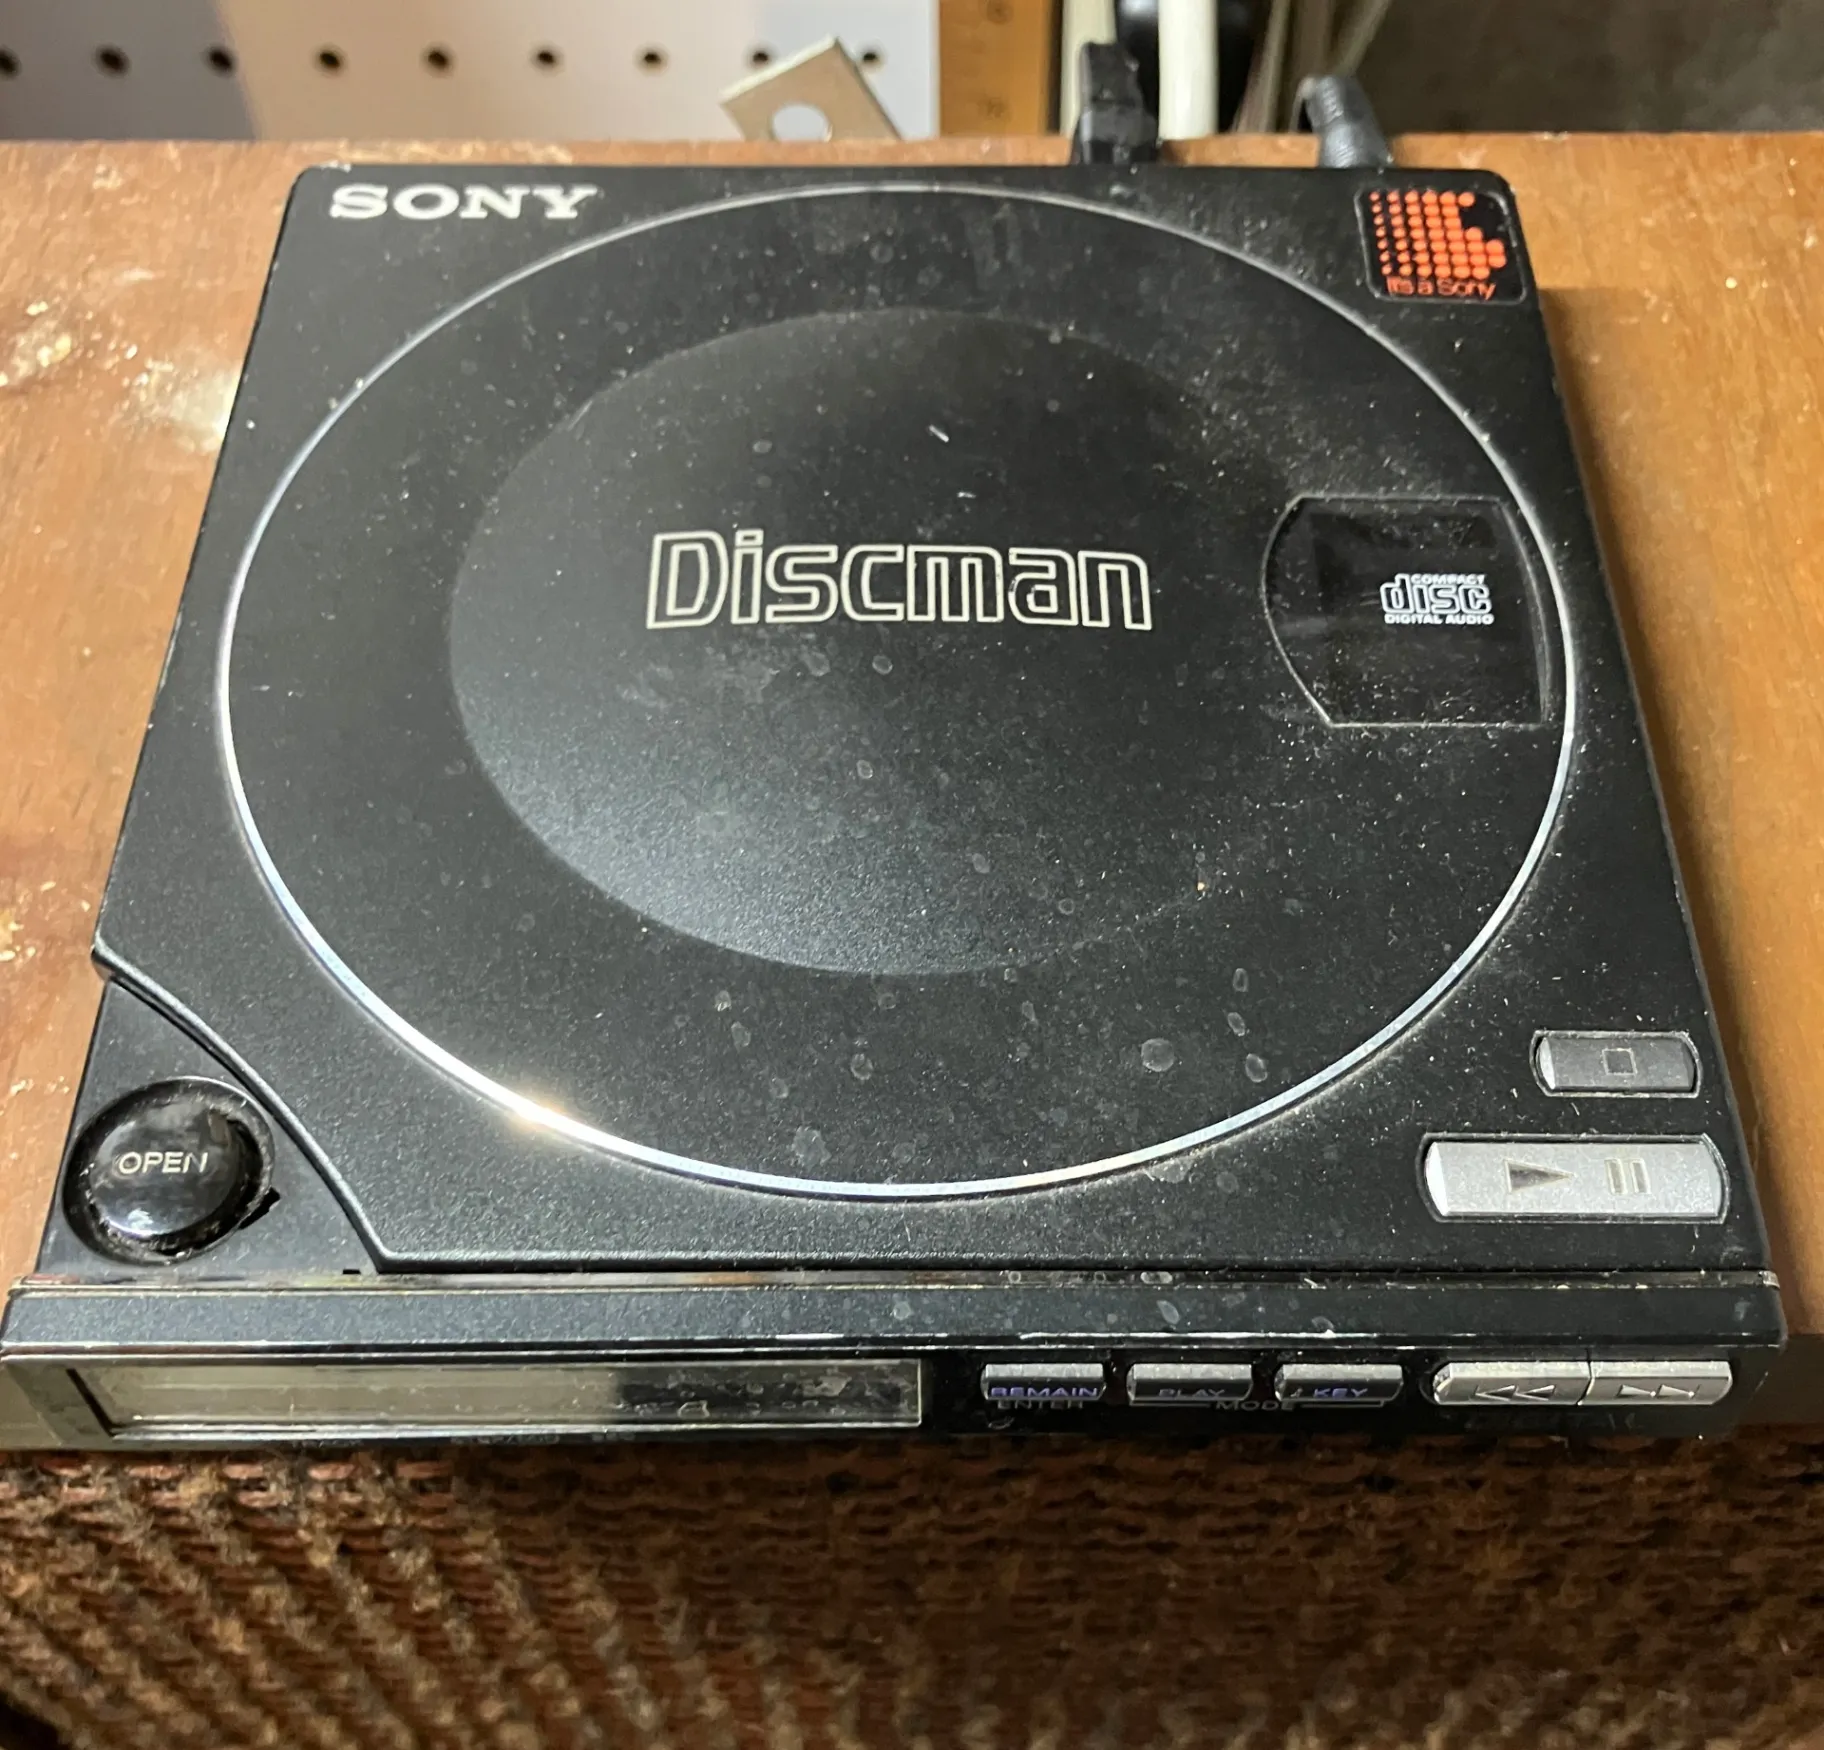 SONY
It's a Sony
Discman
COMPACT
disc
DIGITAL AUDIO
OPEN
REMAIN
ENTER
PLAY
KEY
MODE